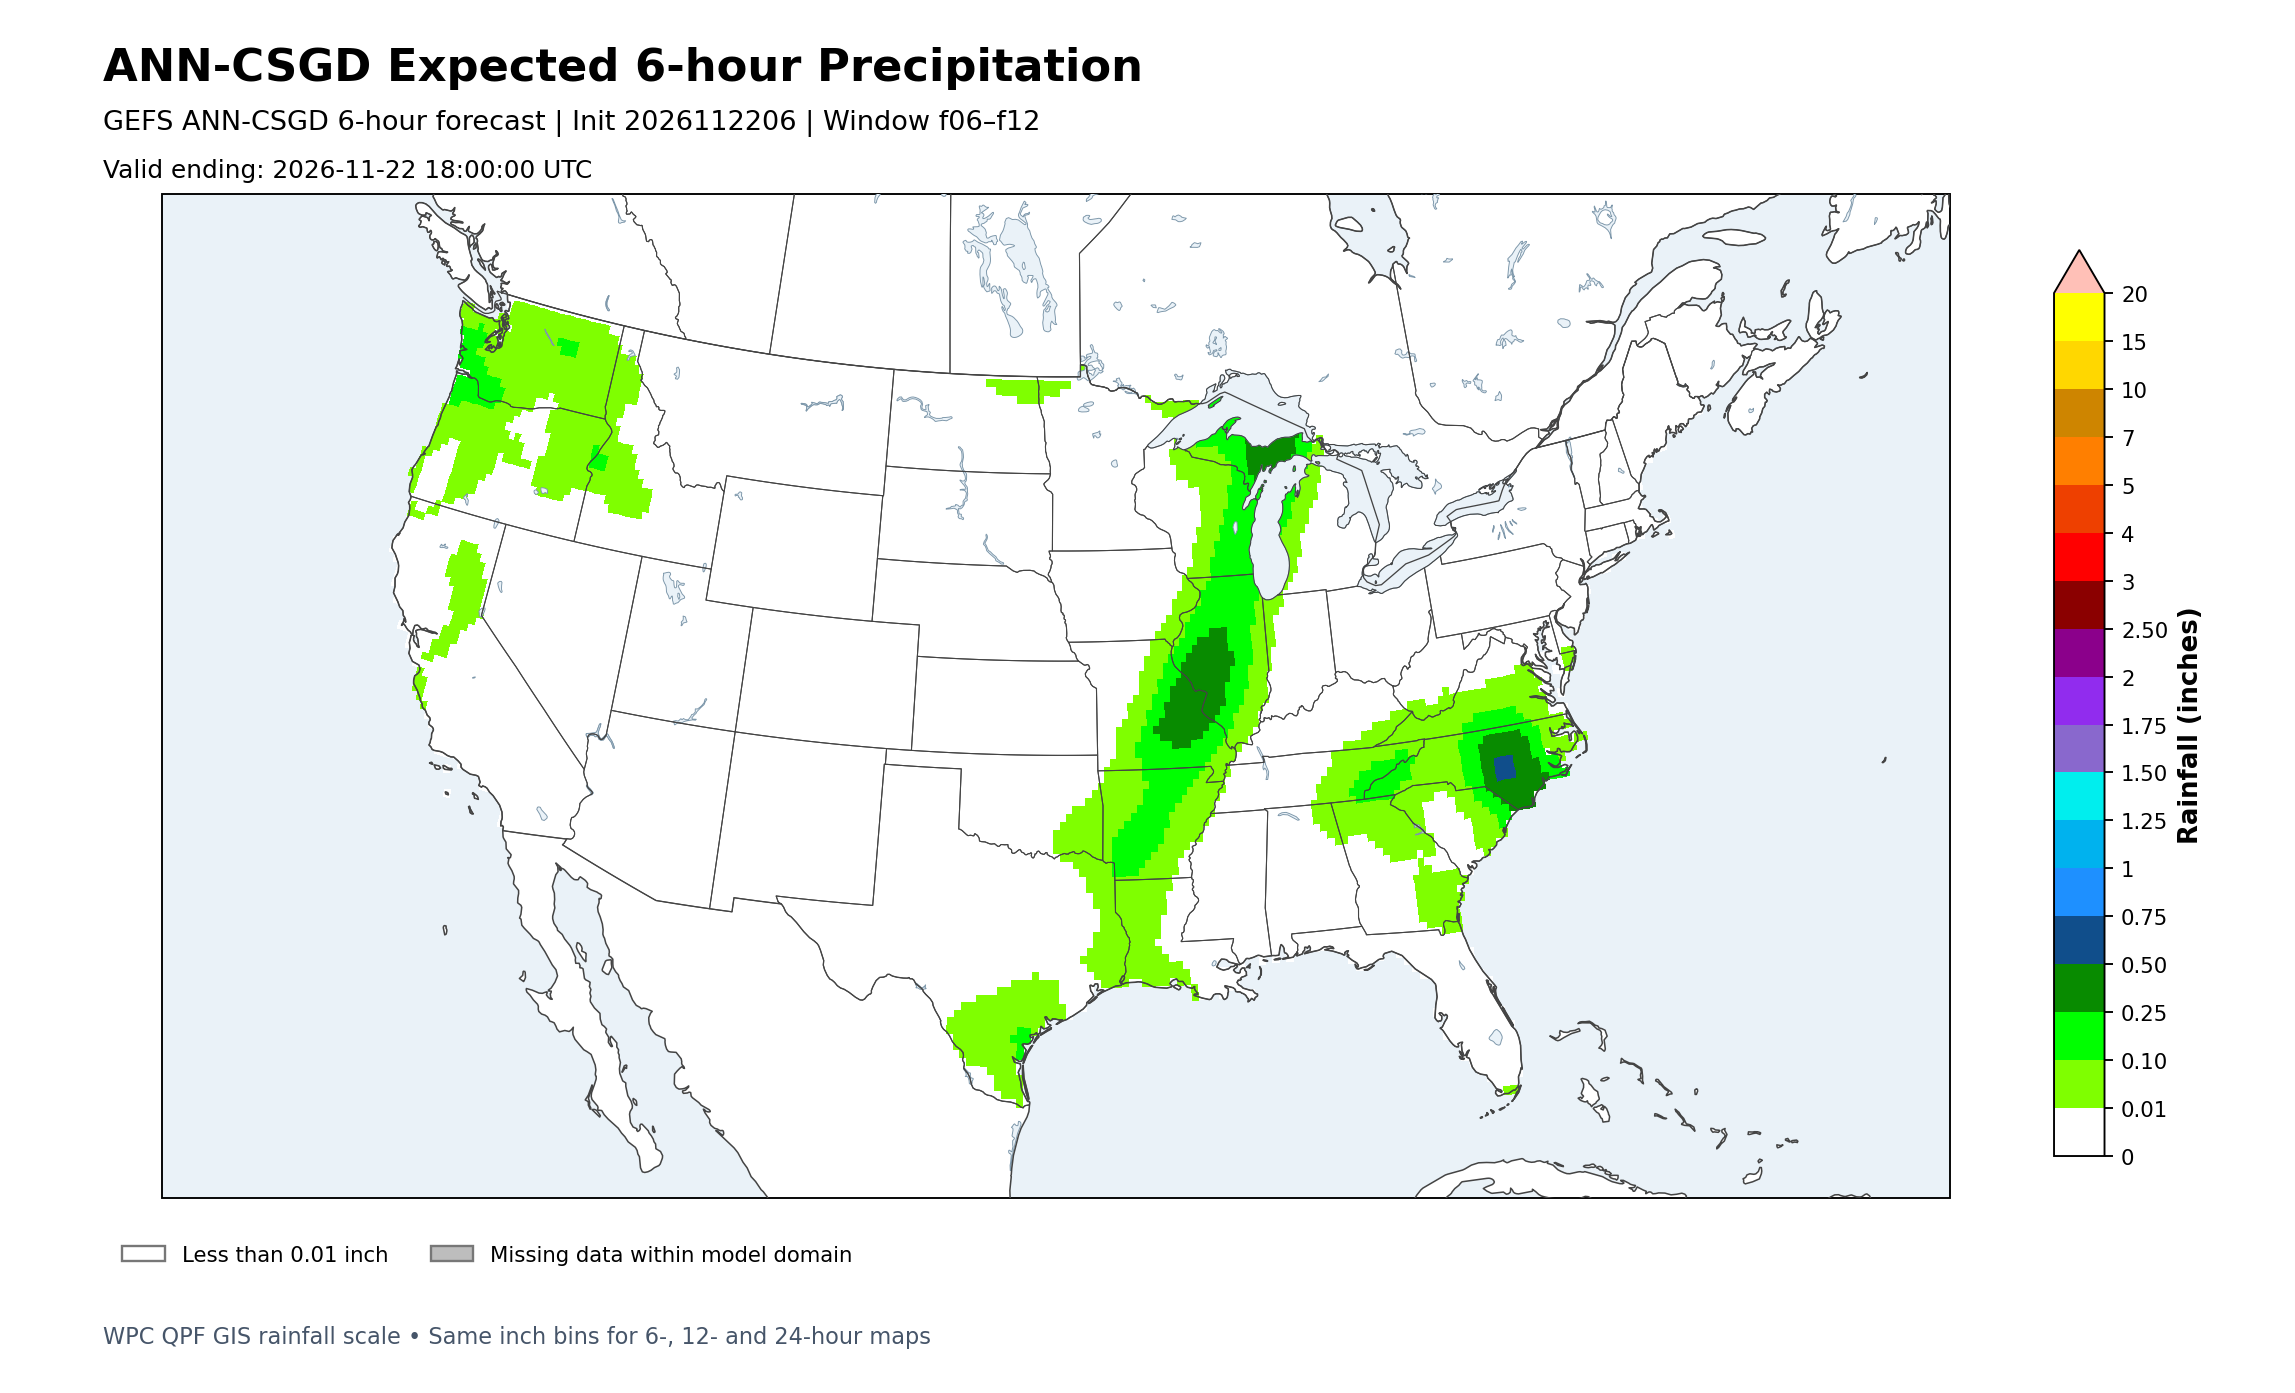 ANN-CSGD Expected 6-hour Precipitation
GEFS ANN-CSGD 6-hour forecast | Init 2026112206 | Window f06–f12
Valid ending: 2026-11-22 18:00:00 UTC
20
15
10
7
5
4
3
2.50
2
1.75
1.50
1.25
1
0.75
0.50
0.25
0.10
0.01
0
Rainfall (inches)
Less than 0.01 inch
Missing data within model domain
WPC QPF GIS rainfall scale • Same inch bins for 6-, 12- and 24-hour maps